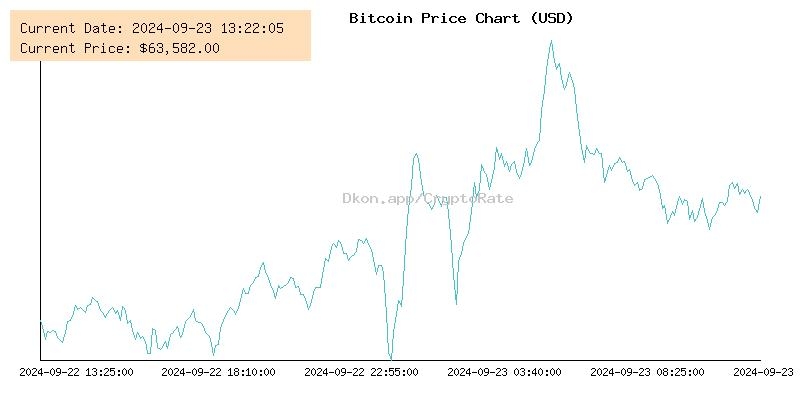 Bitcoin Price Chart (USD)
Current Date: 2024-09-23 13:22:05
Current Price: $63,582.00
Dkon.app/CryptoRate
2024-09-22 13:25:00 2024-09-22 18:10:00 2024-09-22 22:55:00 2024-09-23 03:40:00 2024-09-23 08:25:00 2024-09-23